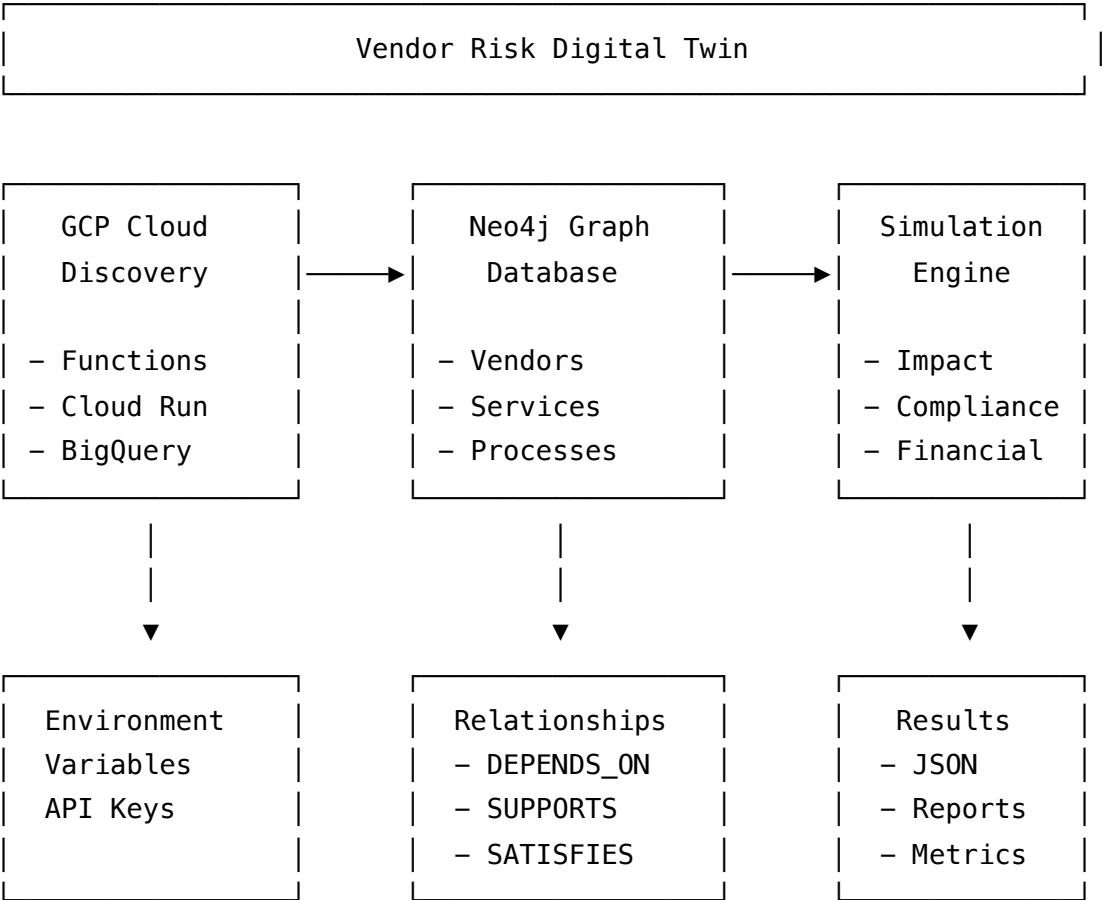 Vendor Risk Digital Twin
GCP Cloud
Discovery
– Functions
– Cloud Run
– BigQuery
Neo4j Graph
Database
– Vendors
– Services
– Processes
Simulation
Engine
– Impact
– Compliance
– Financial
Environment
Variables
API Keys
Relationships
– DEPENDS_ON
– SUPPORTS
– SATISFIES
Results
– JSON
– Reports
– Metrics